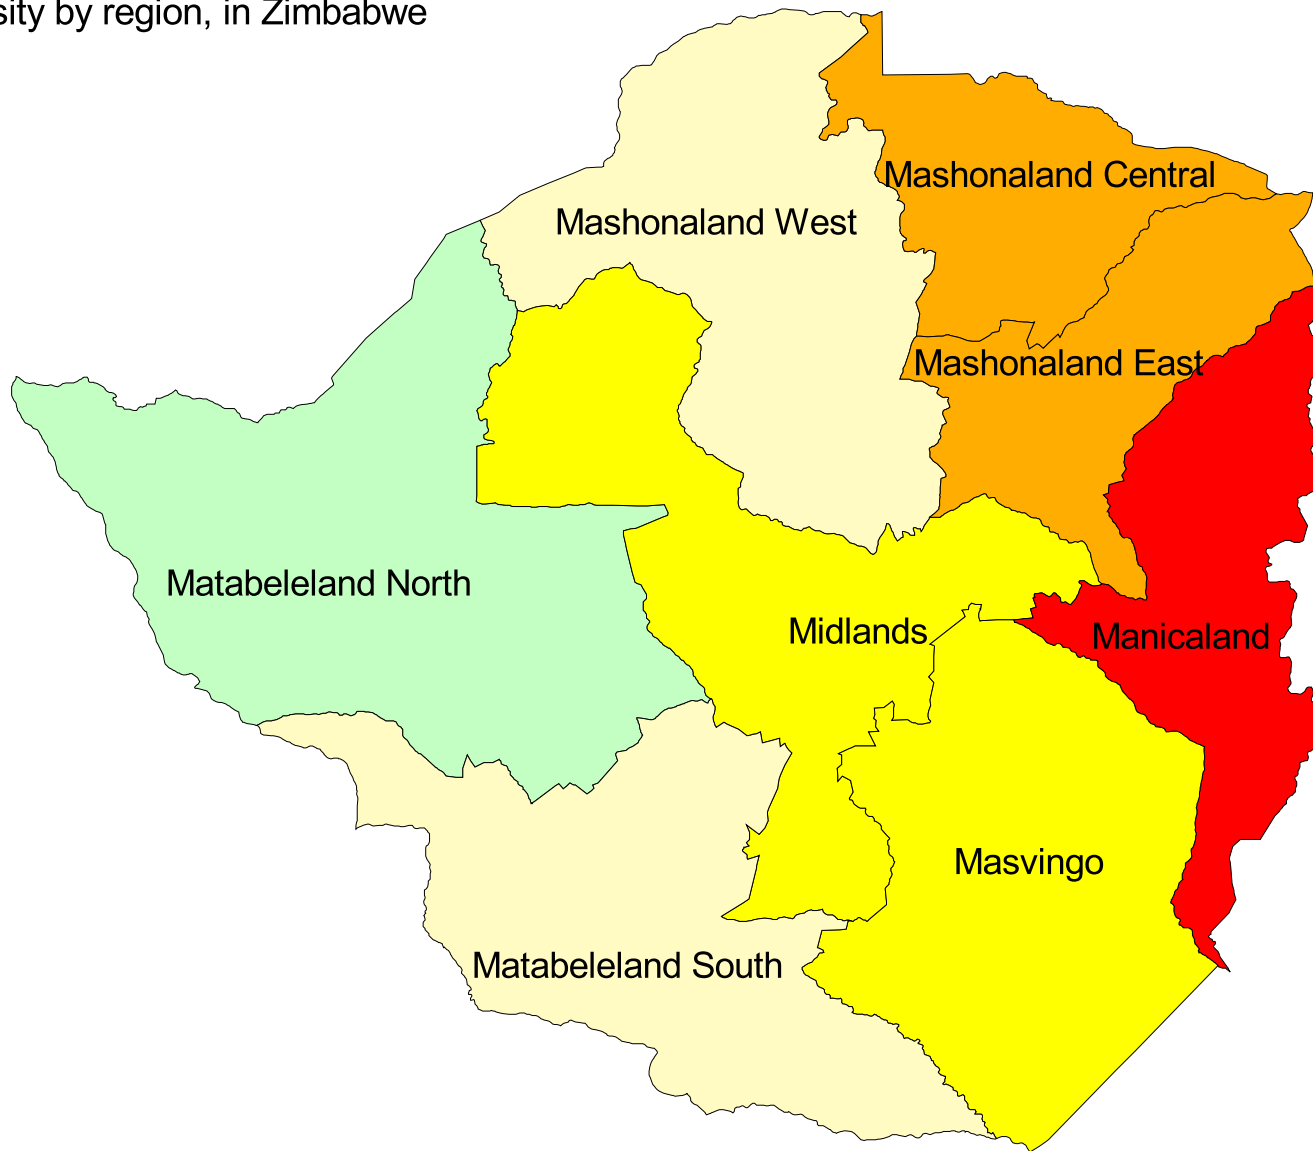 sity by region, in Zimbabwe
Mashonaland Central
Mashonaland West
Mashonaland East
Matabeleland North
Midlands
Manicaland
Masvingo
Matabeleland South